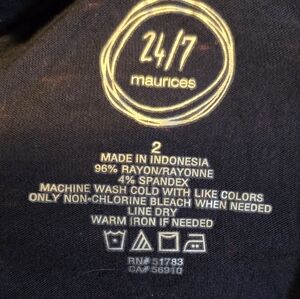 24/7
maurices
2
MADE IN INDONESIA
96% RAYON/RAYONNE
4% SPANDEX
MACHINE WASH COLD WITH LIKE COLORS
ONLY NON-CHLORINE BLEACH WHEN NEEDED
LINE DRY
WARM IRON IF NEEDED
RN# 51783
CA# 56910